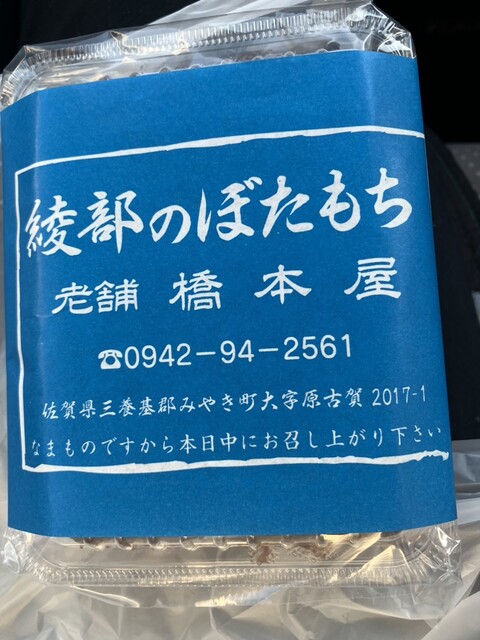 綾部のぼたもち
老舗 橋本屋
☎0942-94-2561
佐賀県三養基郡みやき町大字原古賀 2017-1
なまものですから本日中にお召し上がり下さい